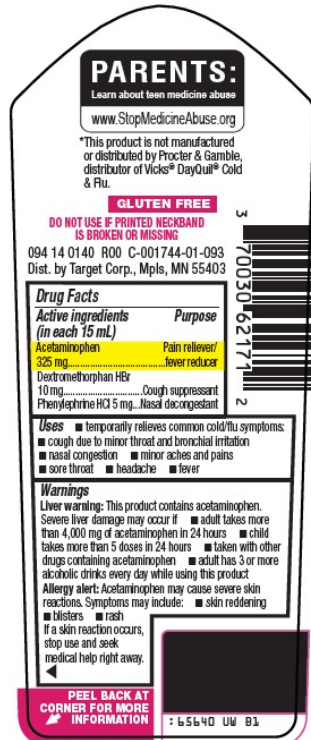 PARENTS:
Learn about teen medicine abuse
www.StopMedicineAbuse.org
*This product is not manufactured
or distributed by Procter & Gamble,
distributor of Vicks® DayQuil® Cold
& Flu.
GLUTEN FREE
DO NOT USE IF PRINTED NECKBAND
IS BROKEN OR MISSING
094 14 0140 R00 C-001744-01-093
Dist. by Target Corp., Mpls, MN 55403
3 70030 62171 2
Drug Facts
Active ingredients Purpose
(in each 15 mL)
Acetaminophen Pain reliever/
325 mg....................................fever reducer
Dextromethorphan HBr
10 mg.........................Cough suppressant
Phenylephrine HCl 5 mg...Nasal decongestant
Uses ■ temporarily relieves common cold/flu symptoms:
■ cough due to minor throat and bronchial irritation
■ nasal congestion ■ minor aches and pains
■ sore throat ■ headache ■ fever
Warnings
Liver warning: This product contains acetaminophen.
Severe liver damage may occur if ■ adult takes more
than 4,000 mg of acetaminophen in 24 hours ■ child
takes more than 5 doses in 24 hours ■ taken with other
drugs containing acetaminophen ■ adult has 3 or more
alcoholic drinks every day while using this product
Allergy alert: Acetaminophen may cause severe skin
reactions. Symptoms may include: ■ skin reddening
■ blisters ■ rash
If a skin reaction occurs,
stop use and seek
medical help right away.
PEEL BACK AT
CORNER FOR MORE
INFORMATION
:65640 UW B1